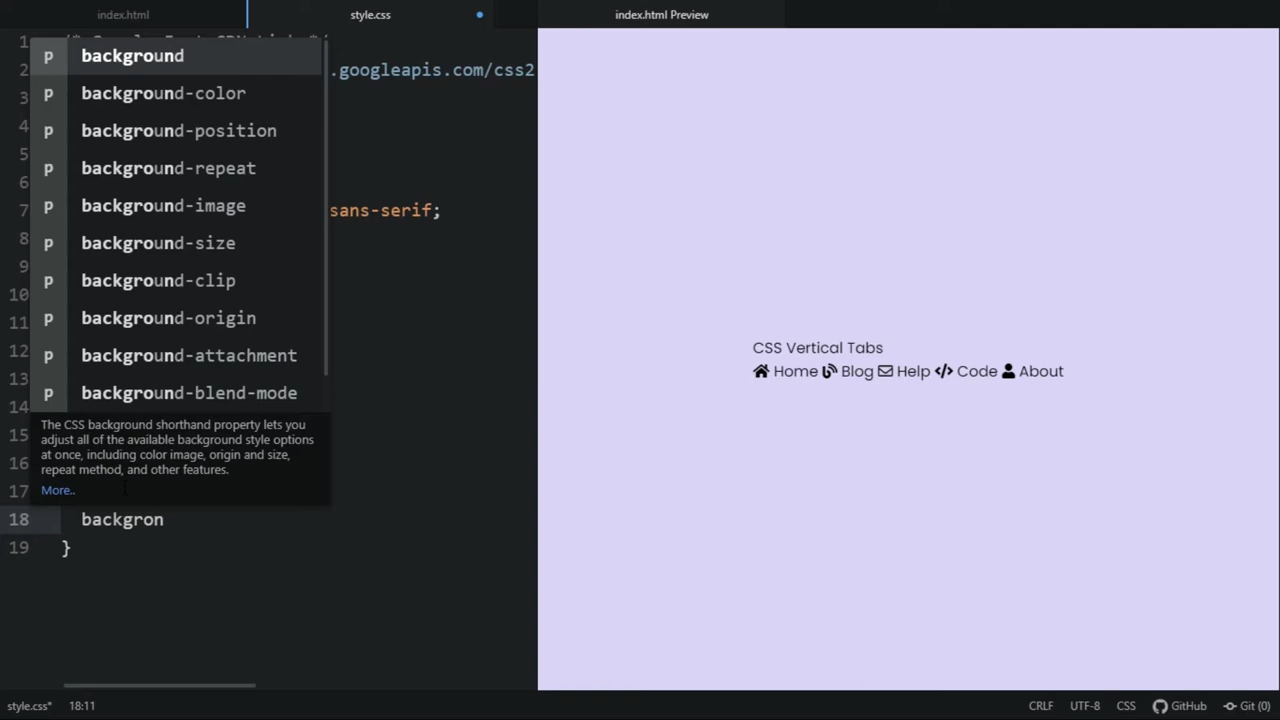 index.html
style.css
index.html Preview
1
2
.googleapis.com/css2
3
4
5
6
7
sans-serif;
8
9
10
11
12
13
14
15
16
17
18 backgron
19 }
p background
p background-color
p background-position
p background-repeat
p background-image
p background-size
p background-clip
p background-origin
p background-attachment
p background-blend-mode
The CSS background shorthand property lets you
adjust all of the available background style options
at once, including color image, origin and size,
repeat method, and other features.
More..
CSS Vertical Tabs
Home Blog Help Code About
style.css* 18:11 CRLF UTF-8 CSS GitHub Git (0)